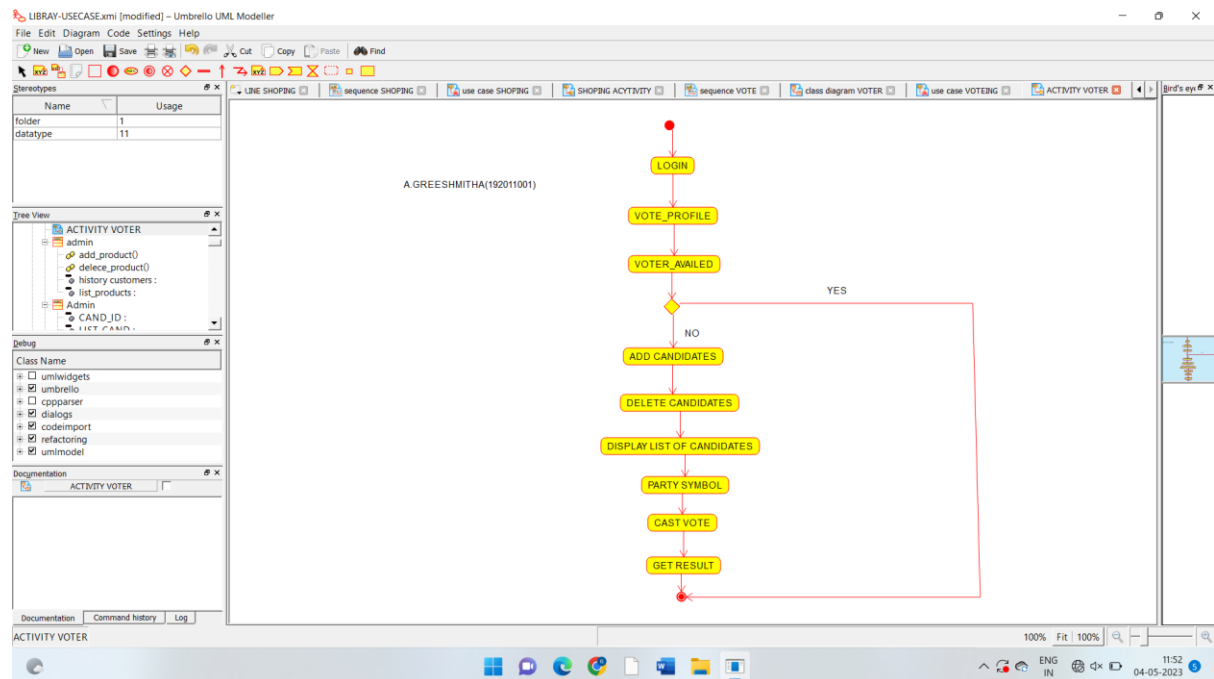 LIBRAY-USECASE.xmi [modified] – Umbrello UML Modeller
File Edit Diagram Code Settings Help
New Open Save Cut Copy Paste Find
Stereotypes
Name Usage
folder 1
datatype 11
Tree View
ACTIVITY VOTER
admin
add_product()
delece_product()
history customers :
list_products :
Admin
CAND_ID :
LIST_CAND :
Debug
Class Name
umlwidgets
umbrello
cppparser
dialogs
codeimport
refactoring
umlmodel
Documentation
ACTIVITY VOTER
Documentation Command history Log
ACTIVITY VOTER
LINE SHOPING sequence SHOPING use case SHOPING SHOPING ACYTIVITY sequence VOTE class diagram VOTER use case VOTEING ACTIVITY VOTER
Bird's eye
A.GREESHMITHA(192011001)
LOGIN
VOTE_PROFILE
VOTER_AVAILED
YES
NO
ADD CANDIDATES
DELETE CANDIDATES
DISPLAY LIST OF CANDIDATES
PARTY SYMBOL
CAST VOTE
GET RESULT
100% Fit 100%
ENG
IN
11:52
04-05-2023
5